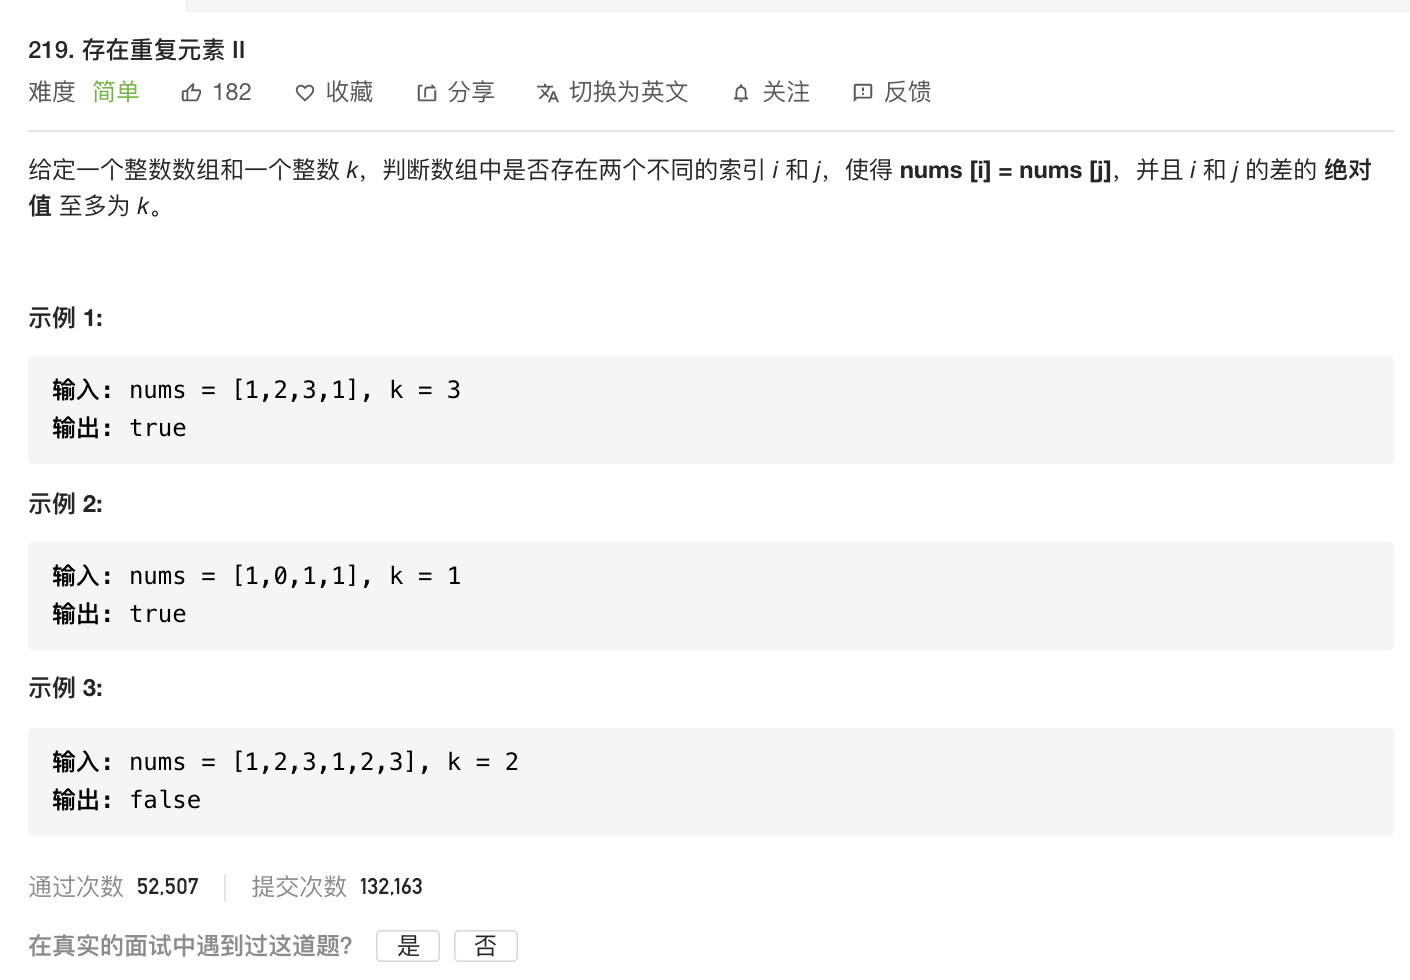 219. 存在重复元素 II
难度 简单 182 收藏 分享 切换为英文 关注 反馈
给定一个整数数组和一个整数 k，判断数组中是否存在两个不同的索引 i 和 j，使得 nums [i] = nums [j]，并且 i 和 j 的差的 绝对
值 至多为 k。
示例 1:
输入: nums = [1,2,3,1], k = 3
输出: true
示例 2:
输入: nums = [1,0,1,1], k = 1
输出: true
示例 3:
输入: nums = [1,2,3,1,2,3], k = 2
输出: false
通过次数 52,507 提交次数 132,163
在真实的面试中遇到过这道题? 是 否